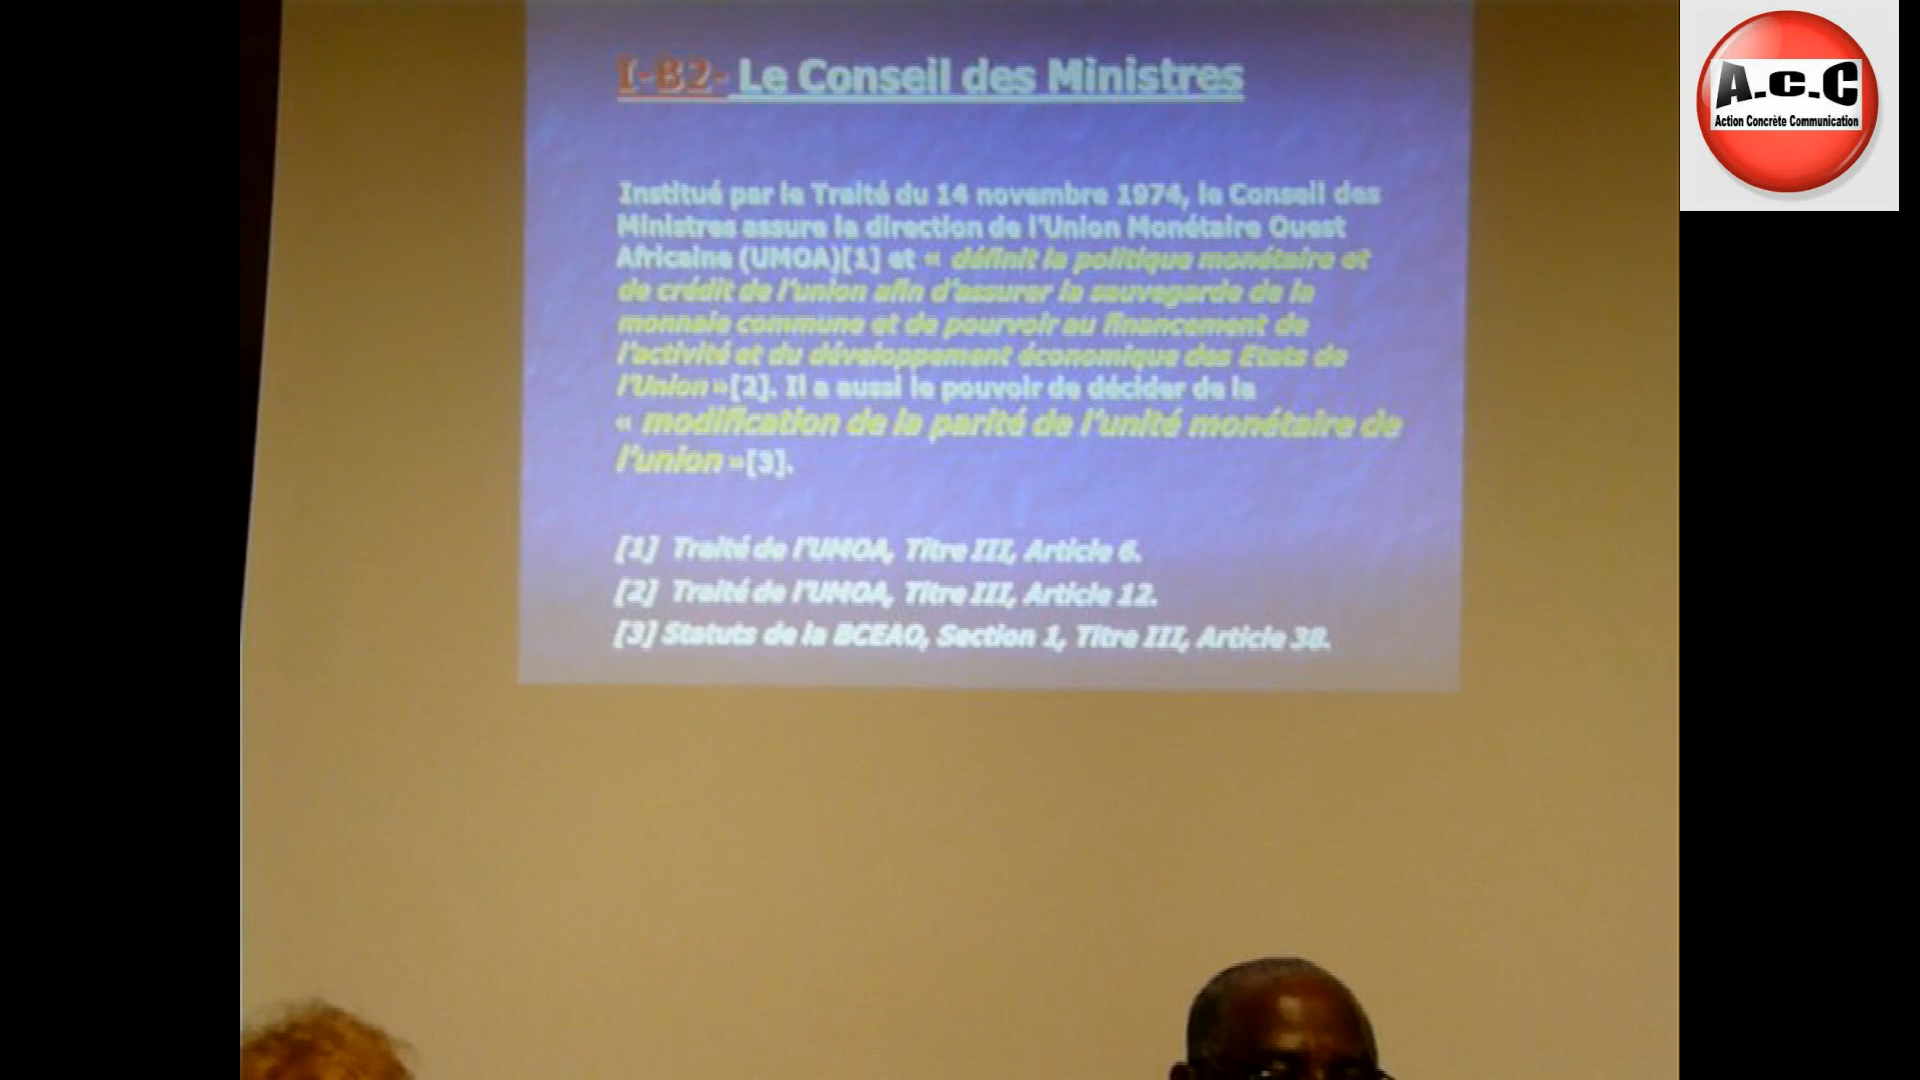 I-B2- Le Conseil des Ministres
Institué par le Traité du 14 novembre 1974, le Conseil des
Ministres assure la direction de l'Union Monétaire Ouest
Africaine (UMOA)[1] et « définit la politique monétaire et
de crédit de l'union afin d'assurer la sauvegarde de la
monnaie commune et de pourvoir au financement de
l'activité et du développement économique des Etats de
l'Union »[2]. Il a aussi le pouvoir de décider de la
« modification de la parité de l'unité monétaire de
l'union »[3].
[1] Traité de l'UMOA, Titre III, Article 6.
[2] Traité de l'UMOA, Titre III, Article 12.
[3] Statuts de la BCEAO, Section 1, Titre III, Article 38.
A.C.C
Action Concrète Communication